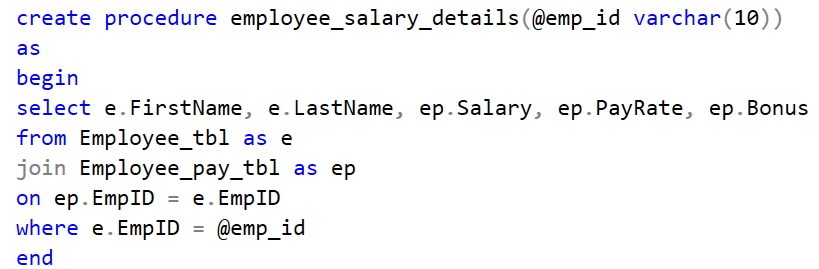 create procedure employee_salary_details(@emp_id varchar(10))
as
begin
select e.FirstName, e.LastName, ep.Salary, ep.PayRate, ep.Bonus
from Employee_tbl as e
join Employee_pay_tbl as ep
on ep.EmpID = e.EmpID
where e.EmpID = @emp_id
end